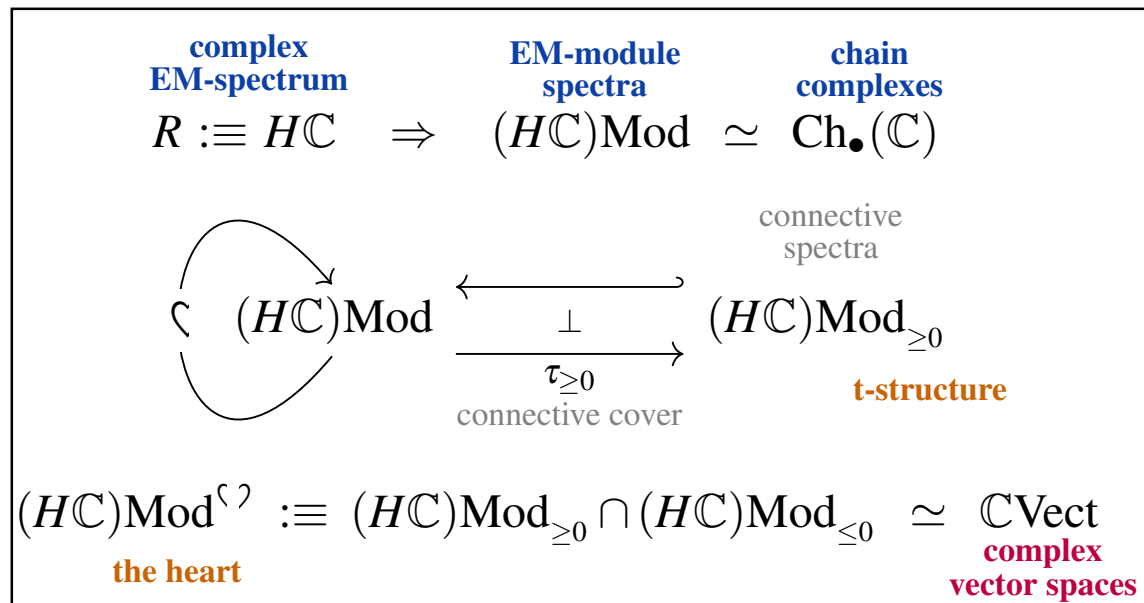 complex EM-module chain
EM-spectrum spectra complexes
R :≡ Hℂ ⇒ (Hℂ)Mod ≃ Ch●(ℂ)
connective
spectra
(Hℂ)Mod ⊥ (Hℂ)Mod≥0
τ≥0
t-structure
connective cover
(Hℂ)Mod♡ :≡ (Hℂ)Mod≥0 ∩ (Hℂ)Mod≤0 ≃ ℂVect
the heart complex
vector spaces